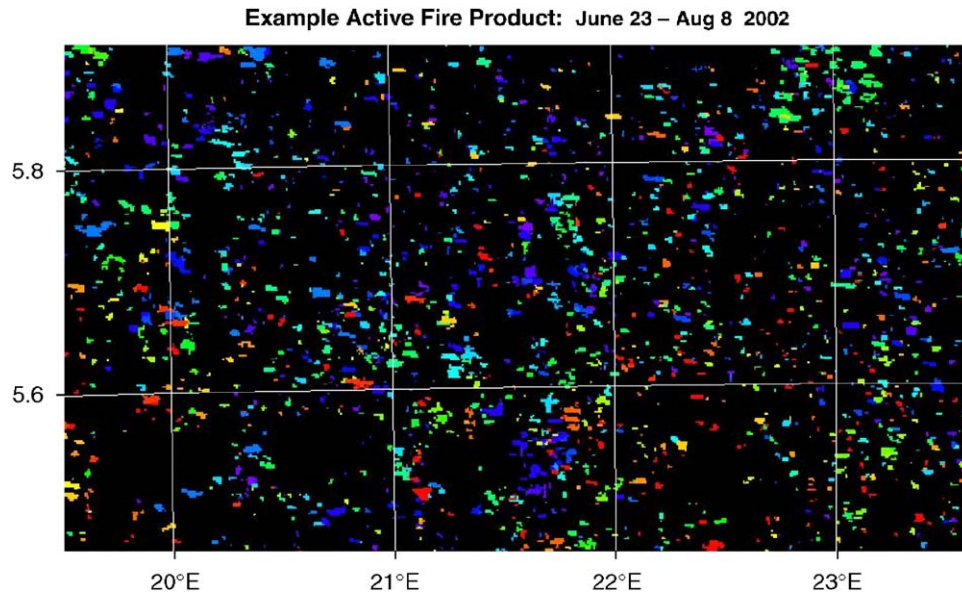 Example Active Fire Product: June 23 – Aug 8 2002
5.8
5.6
20°E
21°E
22°E
23°E